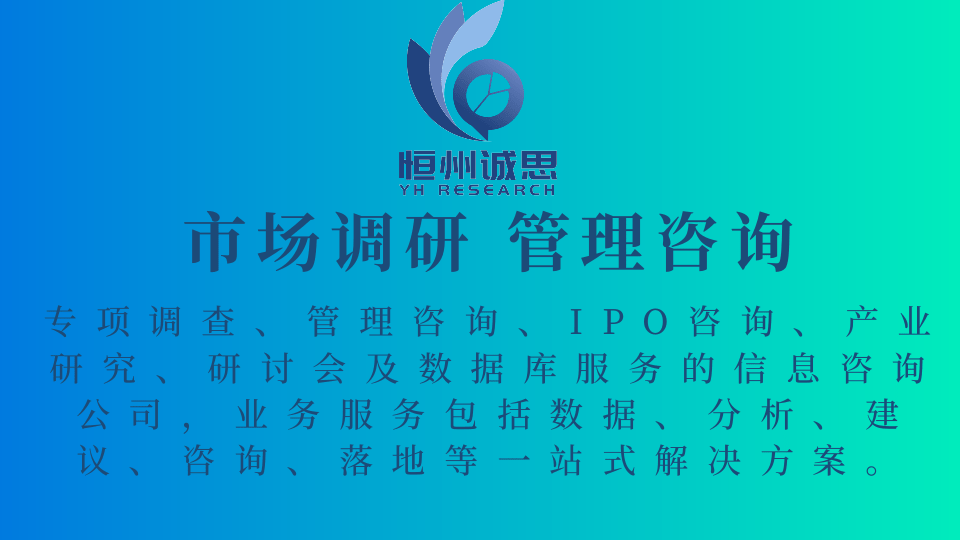 恒州诚思
YH RESEARCH
市场调研 管理咨询
专项调查、管理咨询、IPO咨询、产业
研究、研讨会及数据库服务的信息咨询
公司，业务服务包括数据、分析、建
议、咨询、落地等一站式解决方案。